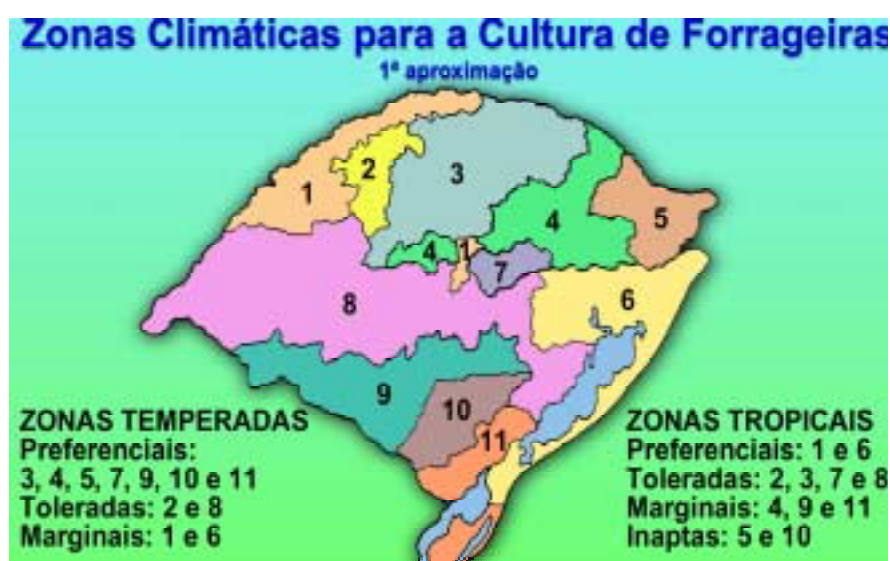 Zonas Climáticas para a Cultura de Forrageiras
1ª aproximação
1
2
3
4
5
4
1
7
8
6
9
10
11
ZONAS TEMPERADAS
Preferenciais:
3, 4, 5, 7, 9, 10 e 11
Toleradas: 2 e 8
Marginais: 1 e 6
ZONAS TROPICAIS
Preferenciais: 1 e 6
Toleradas: 2, 3, 7 e 8
Marginais: 4, 9 e 11
Inaptas: 5 e 10